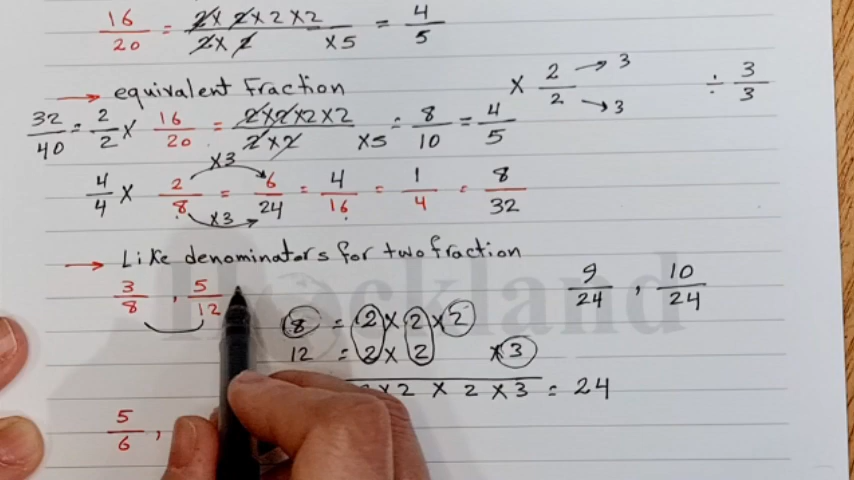 16/20 = 2×2×2×2/2×2 ×5 = 4/5
→ equivalent Fraction × 2/2 → 3 → 3 ÷ 3/3
32/40 = 2/2 × 16/20 = 2×2×2×2/2×2 ×5 = 8/10 = 4/5
×3
4/4 × 2/8 = 6/24 = 4/16 = 1/4 = 8/32
×3
→ Like denominators for two fraction
3/8 , 5/12 9/24 , 10/24
8 = 2×2×2
12 = 2×2 ×3
×2 × 2 ×3 = 24
5/6 ,